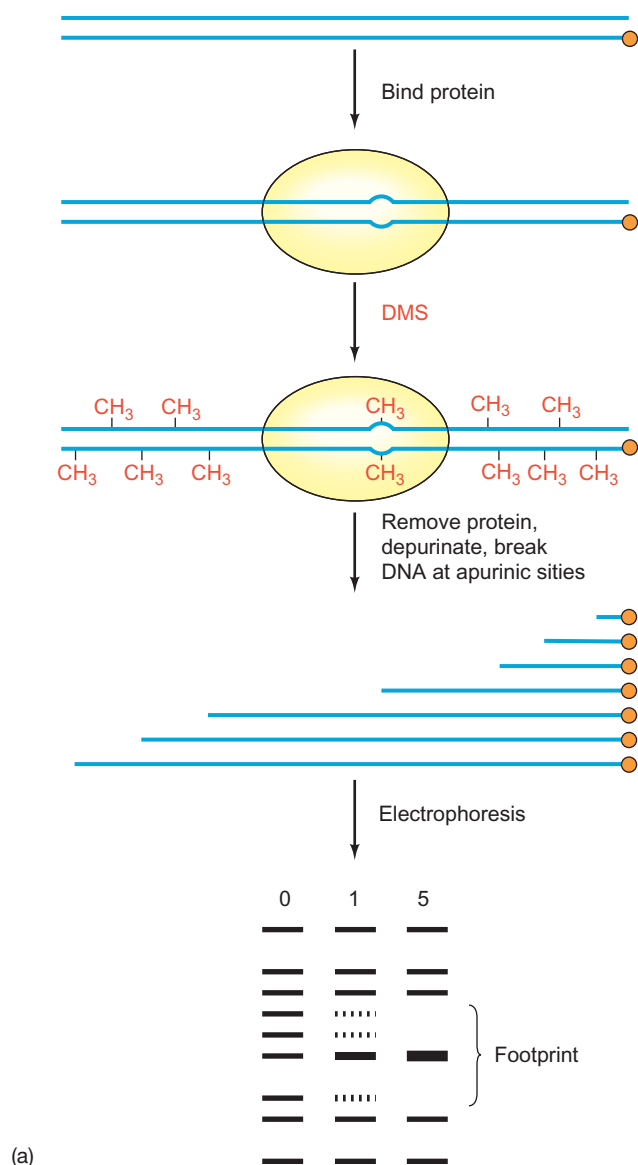 Bind protein
DMS
CH3 CH3 CH3 CH3 CH3
CH3 CH3 CH3 CH3 CH3 CH3 CH3
Remove protein,
depurinate, break
DNA at apurinic sities
Electrophoresis
0 1 5
Footprint
(a)